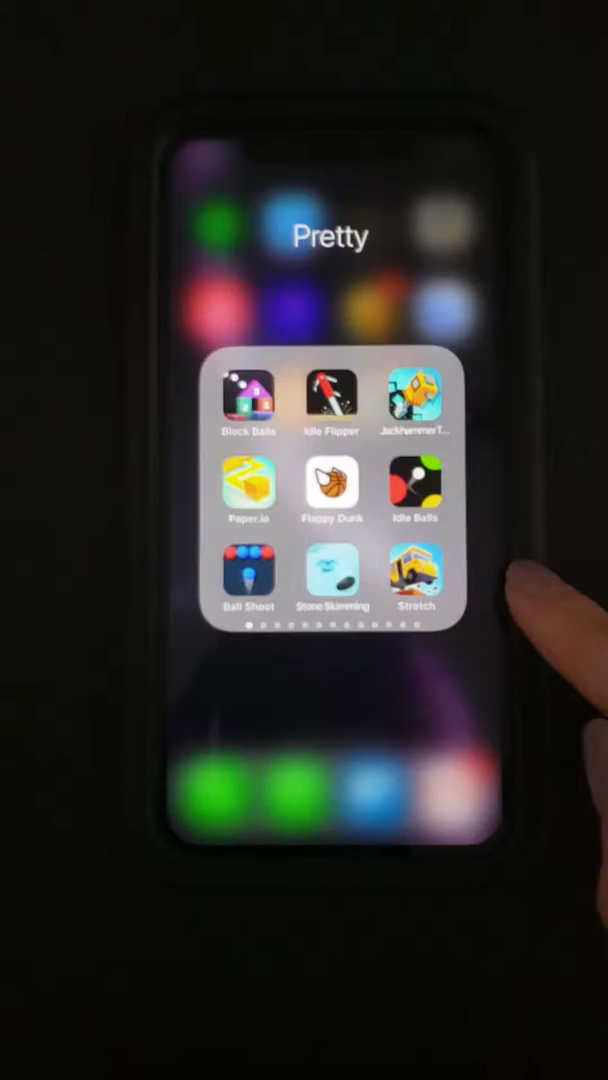 Pretty
Block Balls
Idle Flipper
JackhammerT...
Paper.io
Flappy Dunk
Idle Balls
Ball Shoot
Stone Skimming
Stretch